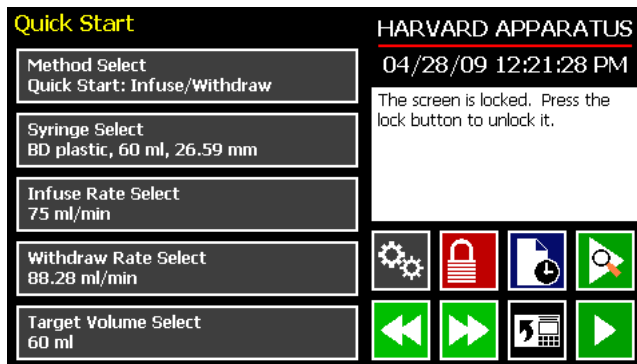 Quick Start
Method Select
Quick Start: Infuse/Withdraw
Syringe Select
BD plastic, 60 ml, 26.59 mm
Infuse Rate Select
75 ml/min
Withdraw Rate Select
88.28 ml/min
Target Volume Select
60 ml
HARVARD APPARATUS
04/28/09 12:21:28 PM
The screen is locked. Press the
lock button to unlock it.